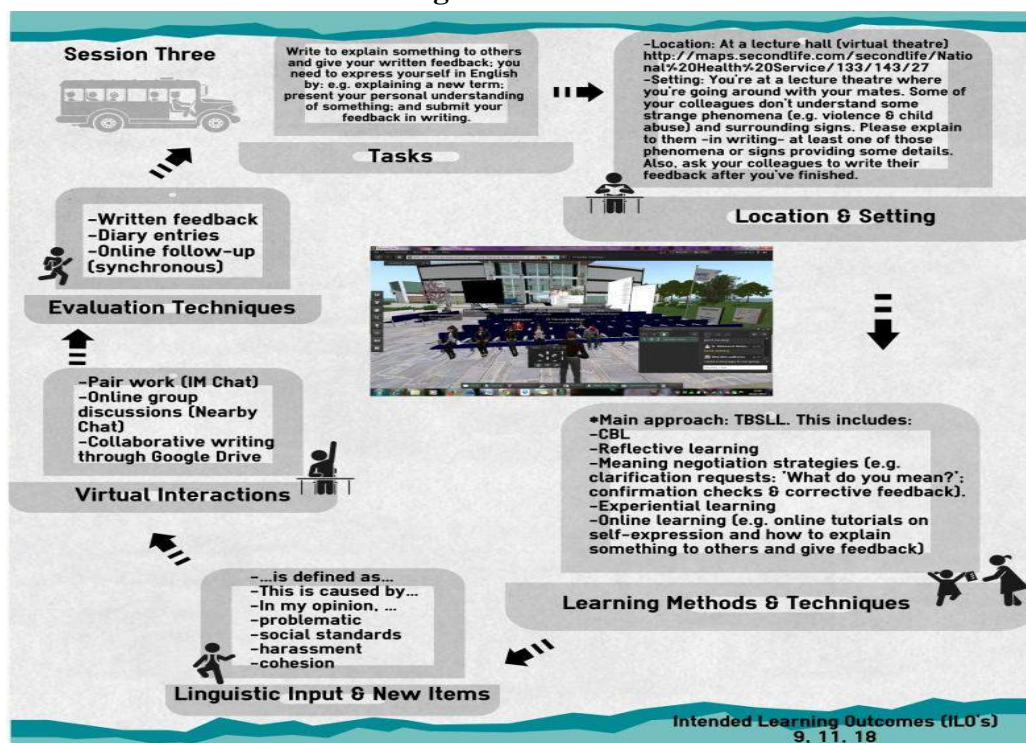 Session Three
Write to explain something to others
and give your written feedback; you
need to express yourself in English
by: e.g. explaining a new term;
present your personal understanding
of something; and submit your
feedback in writing.
Tasks
-Location: At a lecture hall (virtual theatre)
http://maps.secondlife.com/secondlife/Natio
nal%20Health%20Service/133/143/27
-Setting: You're at a lecture theatre where
you're going around with your mates. Some of
your colleagues don't understand some
strange phenomena (e.g. violence & child
abuse) and surrounding signs. Please explain
to them -in writing- at least one of those
phenomena or signs providing some details.
Also, ask your colleagues to write their
feedback after you've finished.
Location & Setting
*Main approach: TBSLL. This includes:
-CBL
-Reflective learning
-Meaning negotiation strategies (e.g.
clarification requests: "What do you mean?";
confirmation checks & corrective feedback).
-Experiential learning
-Online learning (e.g. online tutorials on
self-expression and how to explain
something to others and give feedback)
Learning Methods & Techniques
-...is defined as...
-This is caused by...
-In my opinion, ...
-problematic
-social standards
-harassment
-cohesion
Linguistic Input & New Items
-Pair work (IM Chat)
-Online group
discussions (Nearby
Chat)
-Collaborative writing
through Google Drive
Virtual Interactions
-Written feedback
-Diary entries
-Online follow-up
(synchronous)
Evaluation Techniques
Intended Learning Outcomes (ILO's)
9, 11, 18